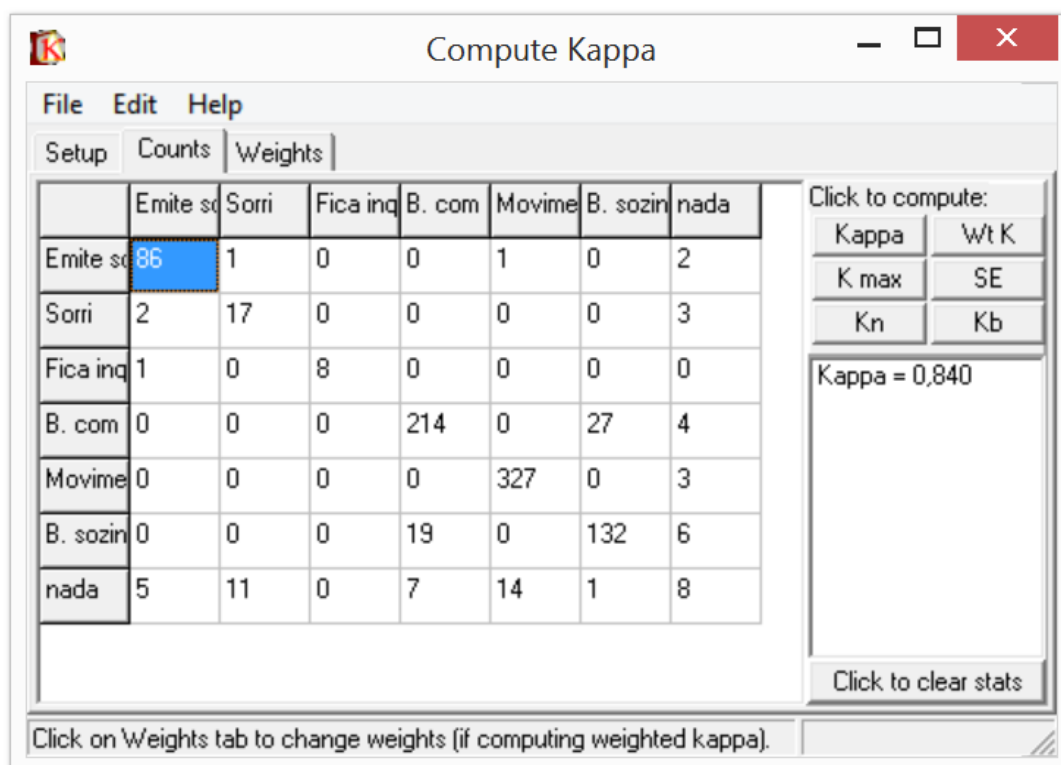 Compute Kappa
File Edit Help
Setup Counts Weights
Emite so Sorri Fica inq B. com Movime B. sozin nada
Emite so 86 1 0 0 1 0 2
Sorri 2 17 0 0 0 0 3
Fica inq 1 0 8 0 0 0 0
B. com 0 0 0 214 0 27 4
Movime 0 0 0 0 327 0 3
B. sozin 0 0 0 19 0 132 6
nada 5 11 0 7 14 1 8
Click to compute:
Kappa Wt K
K max SE
Kn Kb
Kappa = 0,840
Click to clear stats
Click on Weights tab to change weights (if computing weighted kappa).